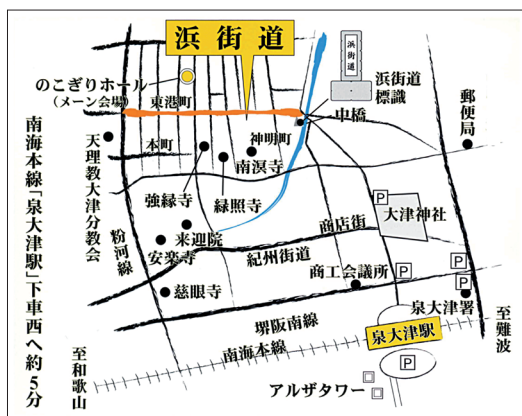 浜街道
浜街道
のこぎりホール
(メーン会場)
東港町
浜街道
標識
中橋
郵便局
本町
神明町
南溟寺
天理教大津分教会
強縁寺
緑照寺
P
大津神社
商店街
粉河線
来迎院
安楽寺
紀州街道
商工会議所
P
P
P
慈眼寺
泉大津署
堺阪南線
泉大津駅
至難波
南海本線
至和歌山
P
アルザタワー
南海本線「泉大津駅」下車西へ約5分